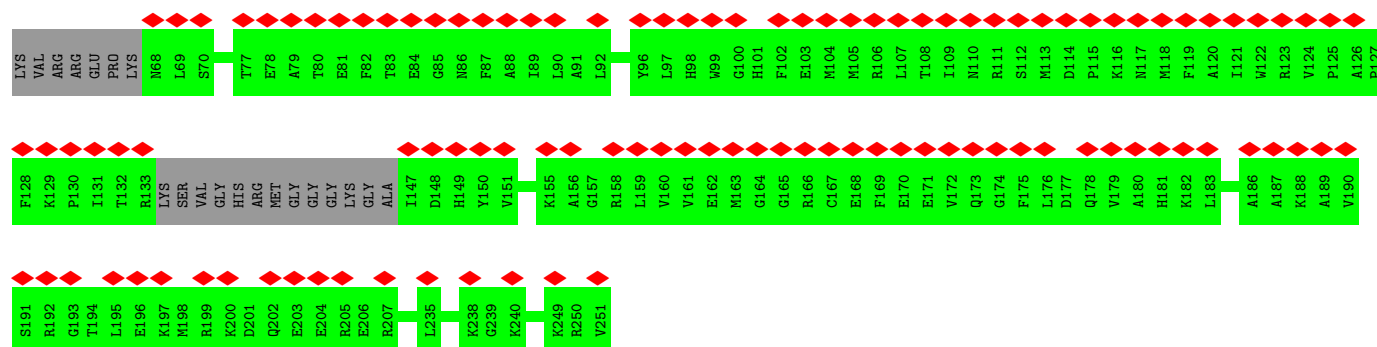 LYS VAL ARG ARG GLU PRO LYS N68 L69 S70 T77 E78 A79 T80 E81 F82 T83 E84 G85 N86 F87 A88 I89 L90 A91 L92 Y96 L97 H98 W99 G100 H101 F102 E103 M104 M105 R106 L107 T108 I109 N110 R111 S112 M113 D114 P115 K116 N117 M118 F119 A120 I121 W122 R123 V124 P125 A126 P127
F128 K129 P130 I131 T132 R133 LYS SER VAL GLY HIS ARG MET GLY GLY GLY LYS GLY ALA I147 D148 H149 Y150 V151 K155 A156 G157 R158 L159 V160 V161 E162 M163 G164 G165 R166 C167 E168 F169 E170 E171 V172 Q173 G174 F175 L176 D177 Q178 V179 A180 H181 K182 L183 A186 A187 K188 A189 V190
S191 R192 G193 T194 L195 E196 K197 M198 R199 K200 D201 Q202 E203 E204 R205 E206 R207 L235 K238 G239 K240 K249 R250 V251